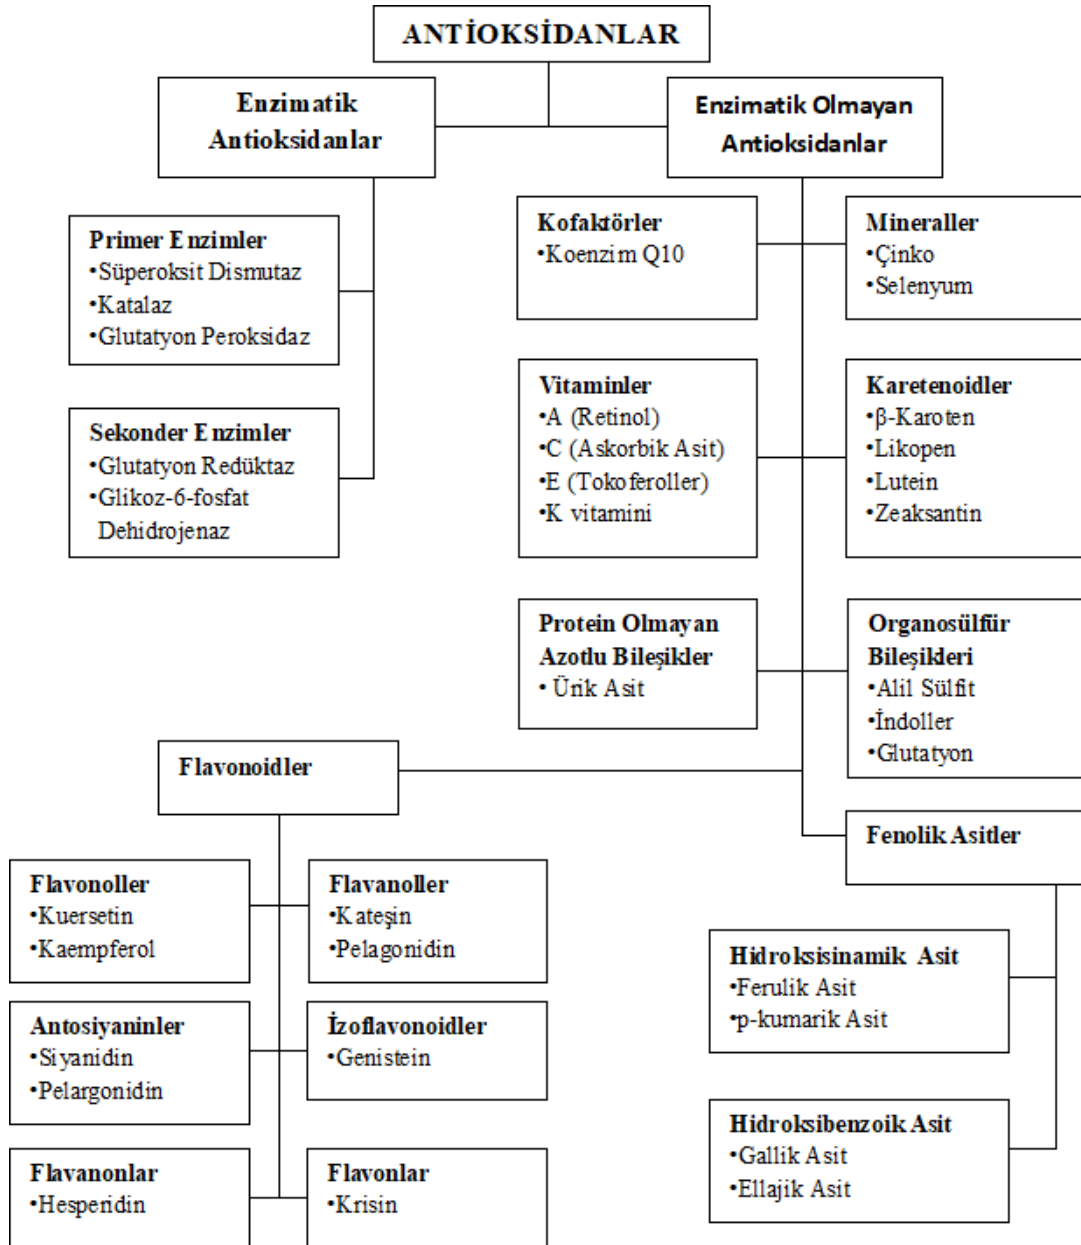 ANTİOKSİDANLAR
Enzimatik
Antioksidanlar
Enzimatik Olmayan
Antioksidanlar
Primer Enzimler
•Süperoksit Dismutaz
•Katalaz
•Glutatyon Peroksidaz
Sekonder Enzimler
•Glutatyon Redüktaz
•Glikoz-6-fosfat
Dehidrojenaz
Kofaktörler
•Koenzim Q10
Mineraller
•Çinko
•Selenyum
Vitaminler
•A (Retinol)
•C (Askorbik Asit)
•E (Tokoferoller)
•K vitamini
Karetenoidler
•β-Karoten
•Likopen
•Lutein
•Zeaksantin
Protein Olmayan
Azotlu Bileşikler
• Ürik Asit
Organosülfür
Bileşikleri
•Alil Sülfit
•İndoller
•Glutatyon
Flavonoidler
Fenolik Asitler
Flavonoller
•Kuersetin
•Kaempferol
Flavanoller
•Kateşin
•Pelagonidin
Antosiyaninler
•Siyanidin
•Pelargonidin
İzoflavonoidler
•Genistein
Flavanonlar
•Hesperidin
Flavonlar
•Krisin
Hidroksisinamik Asit
•Ferulik Asit
•p-kumarik Asit
Hidroksibenzoik Asit
•Gallik Asit
•Ellajik Asit